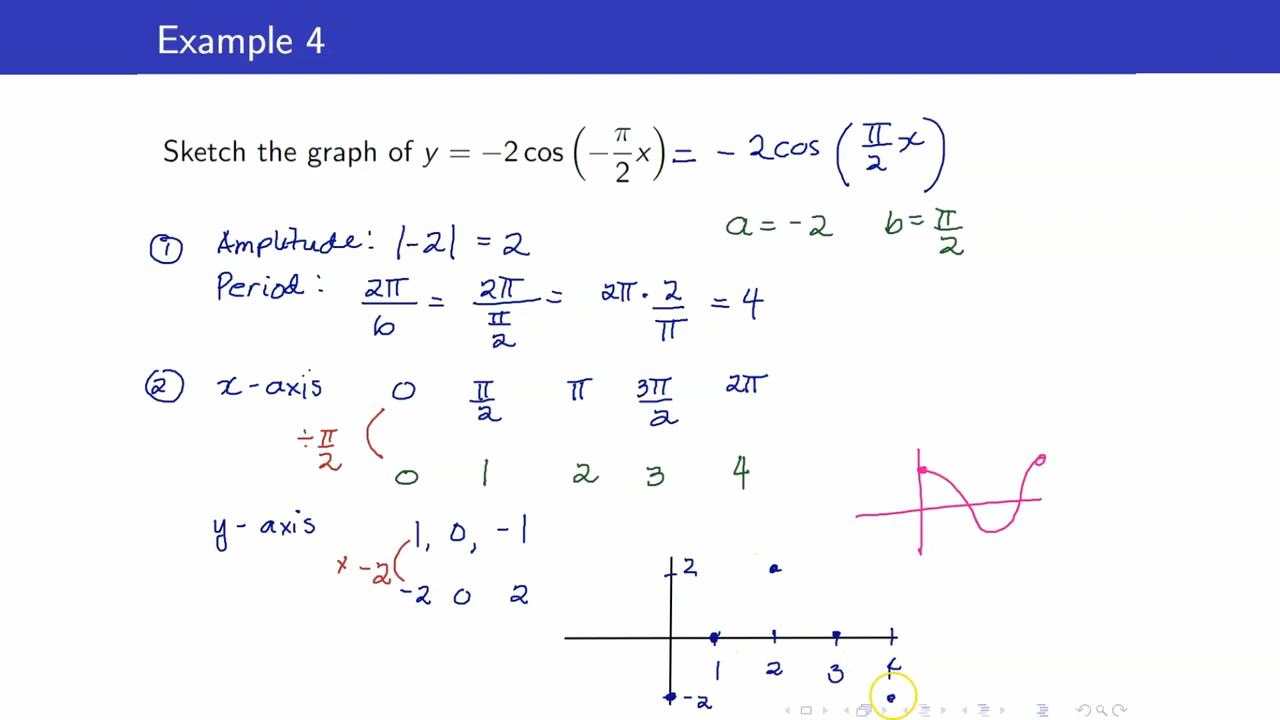 Example 4
Sketch the graph of y = −2 cos (−π/2 x) = −2cos (π/2 x)
a = −2 b = π/2
① Amplitude: |−2| = 2
Period: 2π/b = 2π/(π/2) = 2π · 2/π = 4
② x-axis 0 π/2 π 3π/2 2π
÷ π/2
0 1 2 3 4
y-axis 1, 0, −1
× −2
−2 0 2
2
1 2 3 4
−2